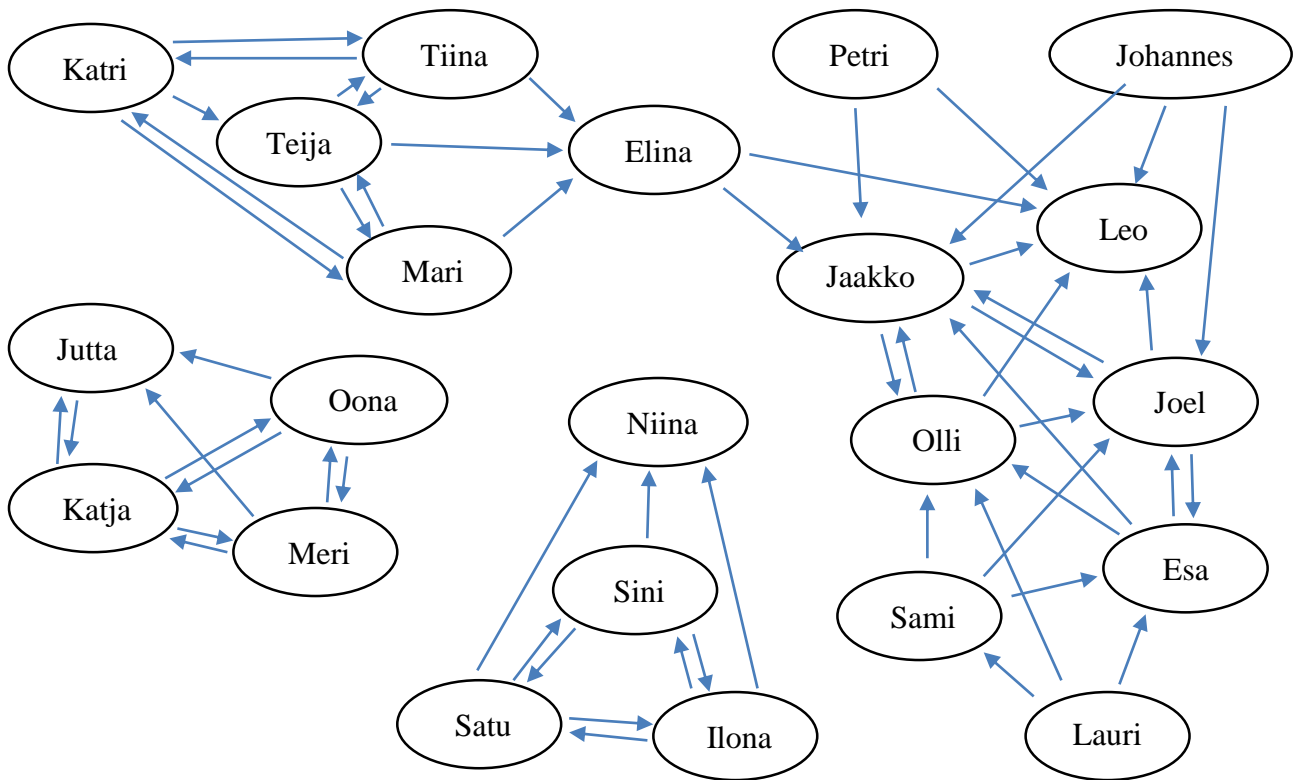 Katri
Tiina
Petri
Johannes
Teija
Elina
Mari
Leo
Jaakko
Jutta
Oona
Niina
Joel
Olli
Katja
Meri
Sini
Esa
Sami
Satu
Ilona
Lauri